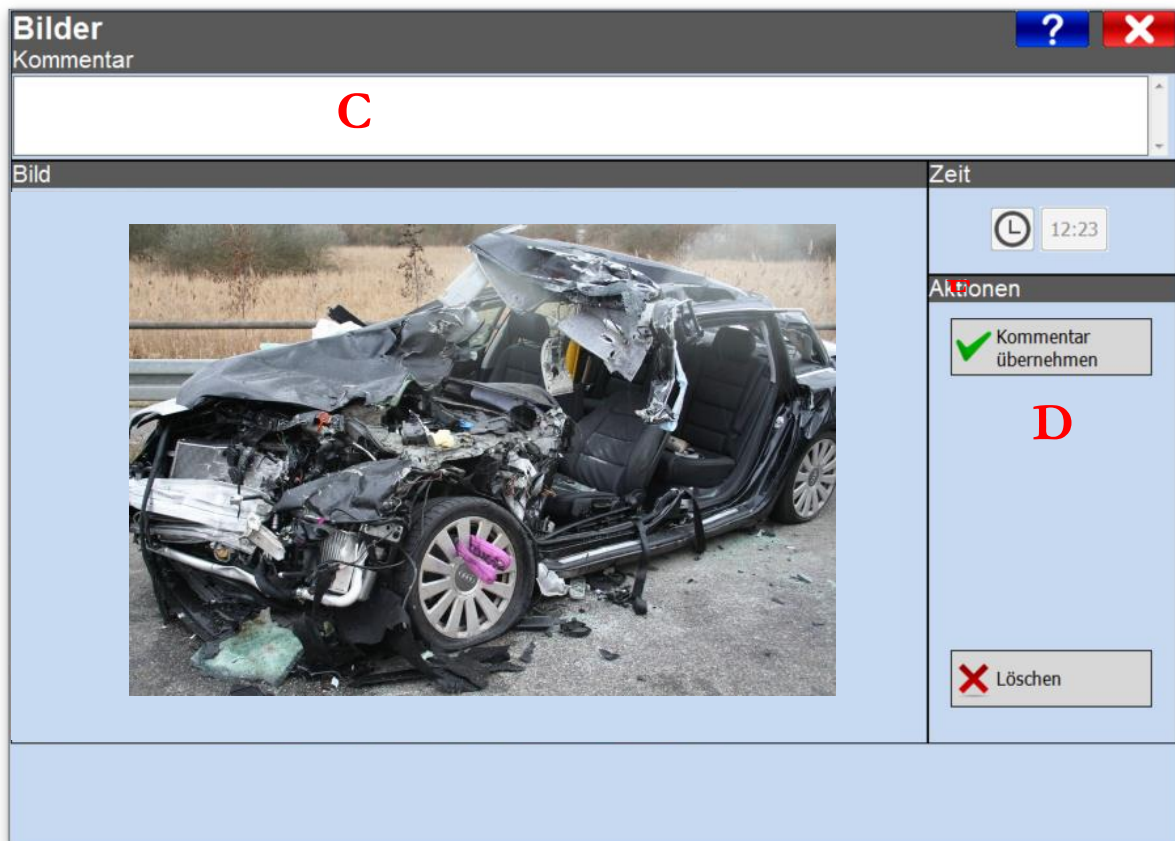 Bilder
?
Kommentar
C
Bild
Zeit
12:23
Aktionen
Kommentar
übernehmen
D
Löschen